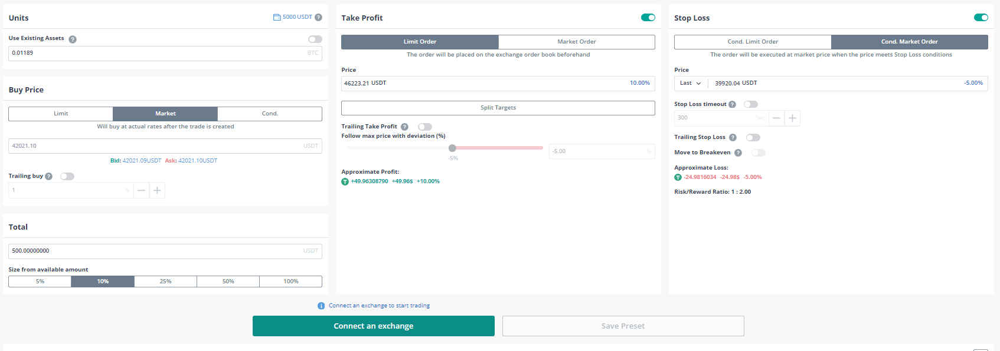 Units
5000 USDT ?
Use Existing Assets ?
0.01189 BTC
Buy Price
Limit Market Cond.
Will buy at actual rates after the trade is created
42021.10 USDT
Bid: 42021.09USDT Ask: 42021.10USDT
Trailing buy ?
1 % — +
Total
500.00000000 USDT
Size from available amount
5% 10% 25% 50% 100%
Take Profit
Limit Order Market Order
The order will be placed on the exchange order book beforehand
Price
46223.21 USDT 10.00%
Split Targets
Trailing Take Profit ?
Follow max price with deviation (%)
-5.00 %
-5%
Approximate Profit:
T +49.96308790 +49.96$ +10.00%
Stop Loss
Cond. Limit Order Cond. Market Order
The order will be executed at market price when the price meets Stop Loss conditions
Price
Last 39920.04 USDT -5.00%
Stop Loss timeout ?
300 Sec — +
Trailing Stop Loss ?
Move to Breakeven ?
Approximate Loss:
T -24.9816034 -24.98$ -5.00%
Risk/Reward Ratio: 1 : 2.00
i Connect an exchange to start trading
Connect an exchange
Save Preset